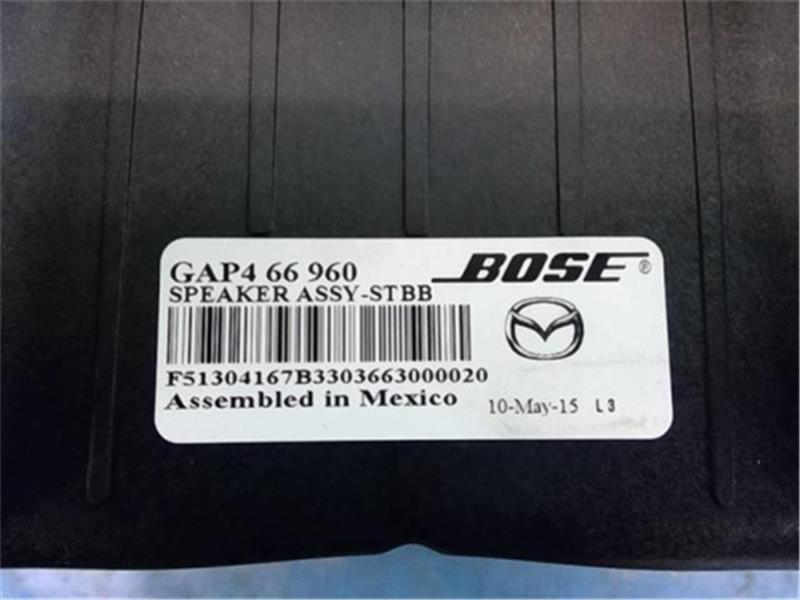 GAP4 66 960
BOSE®
SPEAKER ASSY-STBB
F51304167B3303663000020
Assembled in Mexico
10-May-15 L3